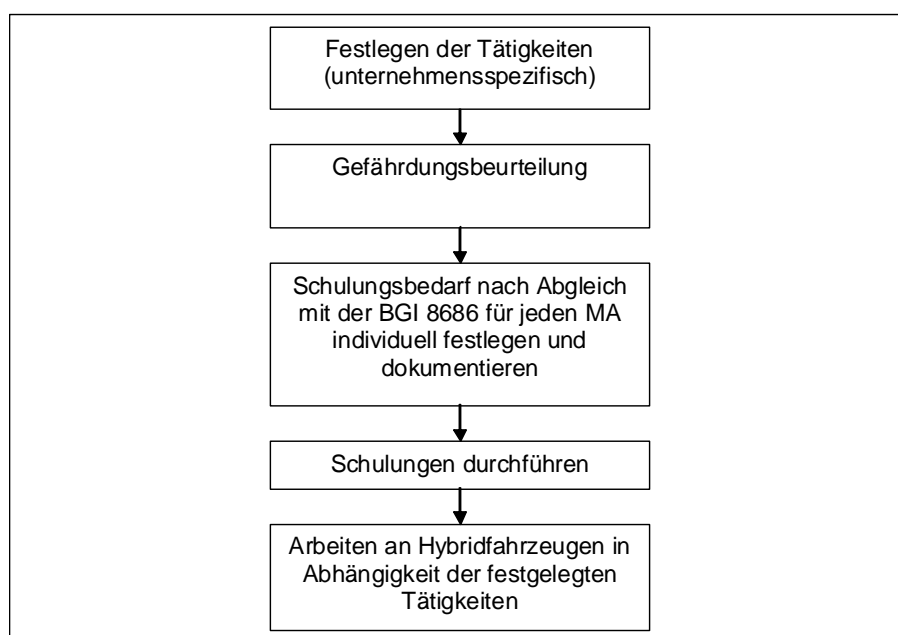 Festlegen der Tätigkeiten
(unternehmensspezifisch)
Gefährdungsbeurteilung
Schulungsbedarf nach Abgleich
mit der BGI 8686 für jeden MA
individuell festlegen und
dokumentieren
Schulungen durchführen
Arbeiten an Hybridfahrzeugen in
Abhängigkeit der festgelegten
Tätigkeiten